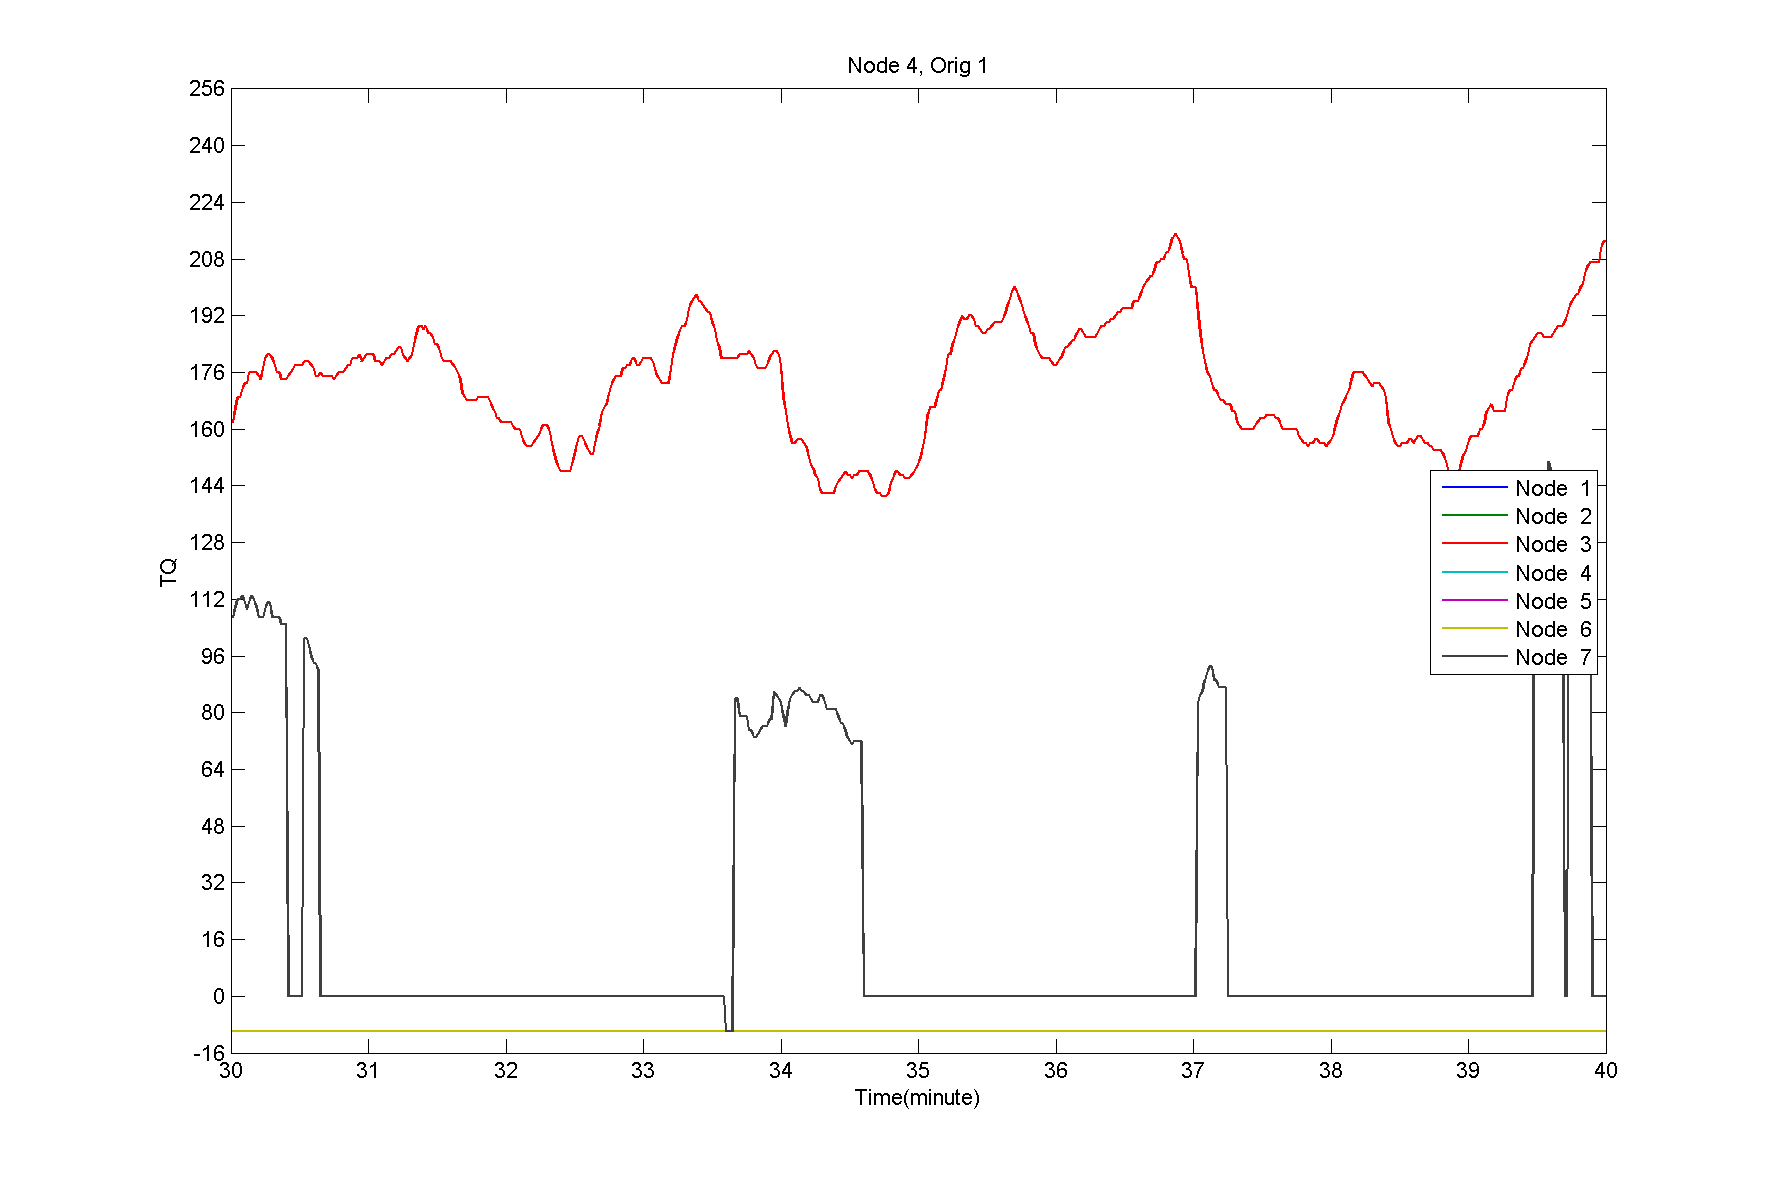 Node 4, Orig 1
256
240
224
208
192
176
160
144
128
112
96
80
64
48
32
16
0
-16
TQ
Node 1
Node 2
Node 3
Node 4
Node 5
Node 6
Node 7
30 31 32 33 34 35 36 37 38 39 40
Time(minute)